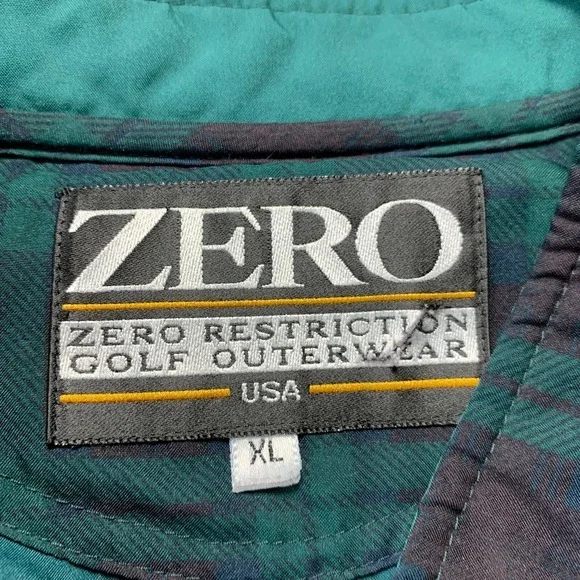 ZERO
ZERO RESTRICTION
GOLF OUTERWEAR
USA
XL